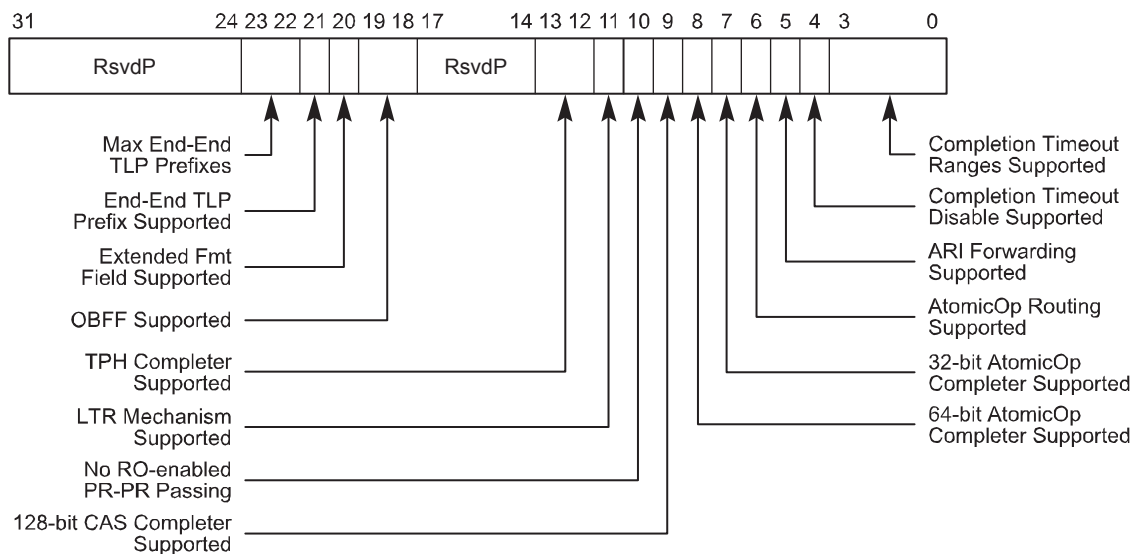 31 24 23 22 21 20 19 18 17 14 13 12 11 10 9 8 7 6 5 4 3 0
RsvdP RsvdP
Max End-End
TLP Prefixes
End-End TLP
Prefix Supported
Extended Fmt
Field Supported
OBFF Supported
TPH Completer
Supported
LTR Mechanism
Supported
No RO-enabled
PR-PR Passing
128-bit CAS Completer
Supported
Completion Timeout
Ranges Supported
Completion Timeout
Disable Supported
ARI Forwarding
Supported
AtomicOp Routing
Supported
32-bit AtomicOp
Completer Supported
64-bit AtomicOp
Completer Supported